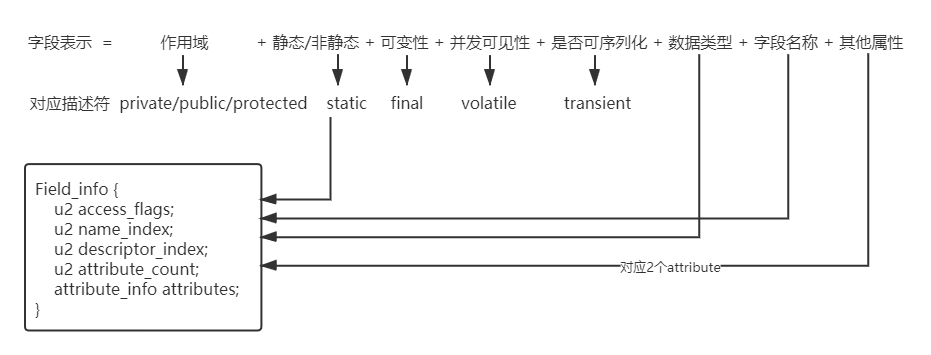 字段表示 = 作用域 + 静态/非静态 + 可变性 + 并发可见性 + 是否可序列化 + 数据类型 + 字段名称 + 其他属性
对应描述符 private/public/protected static final volatile transient
Field_info {
u2 access_flags;
u2 name_index;
u2 descriptor_index;
u2 attribute_count;
attribute_info attributes;
}
对应2个attribute